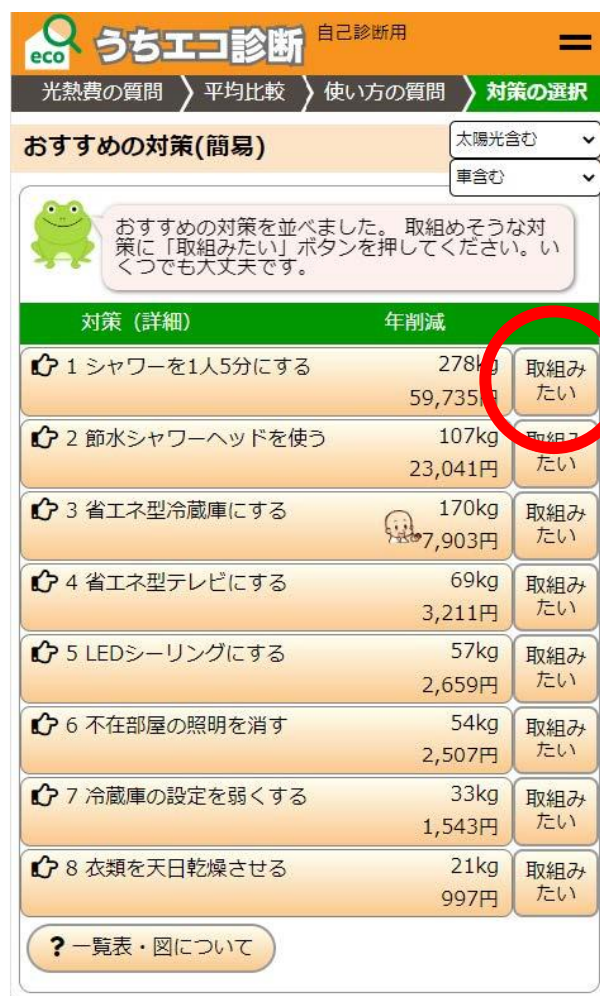 eco うちエコ診断 自己診断用
光熱費の質問 平均比較 使い方の質問 対策の選択
おすすめの対策(簡易)
太陽光含む
車含む
おすすめの対策を並べました。 取組めそうな対
策に「取組みたい」ボタンを押してください。い
くつでも大丈夫です。
対策（詳細） 年削減
1 シャワーを1人5分にする 278kg
59,735円
取組み
たい
2 節水シャワーヘッドを使う 107kg
23,041円
取組み
たい
3 省エネ型冷蔵庫にする 170kg
7,903円
取組み
たい
4 省エネ型テレビにする 69kg
3,211円
取組み
たい
5 LEDシーリングにする 57kg
2,659円
取組み
たい
6 不在部屋の照明を消す 54kg
2,507円
取組み
たい
7 冷蔵庫の設定を弱くする 33kg
1,543円
取組み
たい
8 衣類を天日乾燥させる 21kg
997円
取組み
たい
? 一覧表・図について